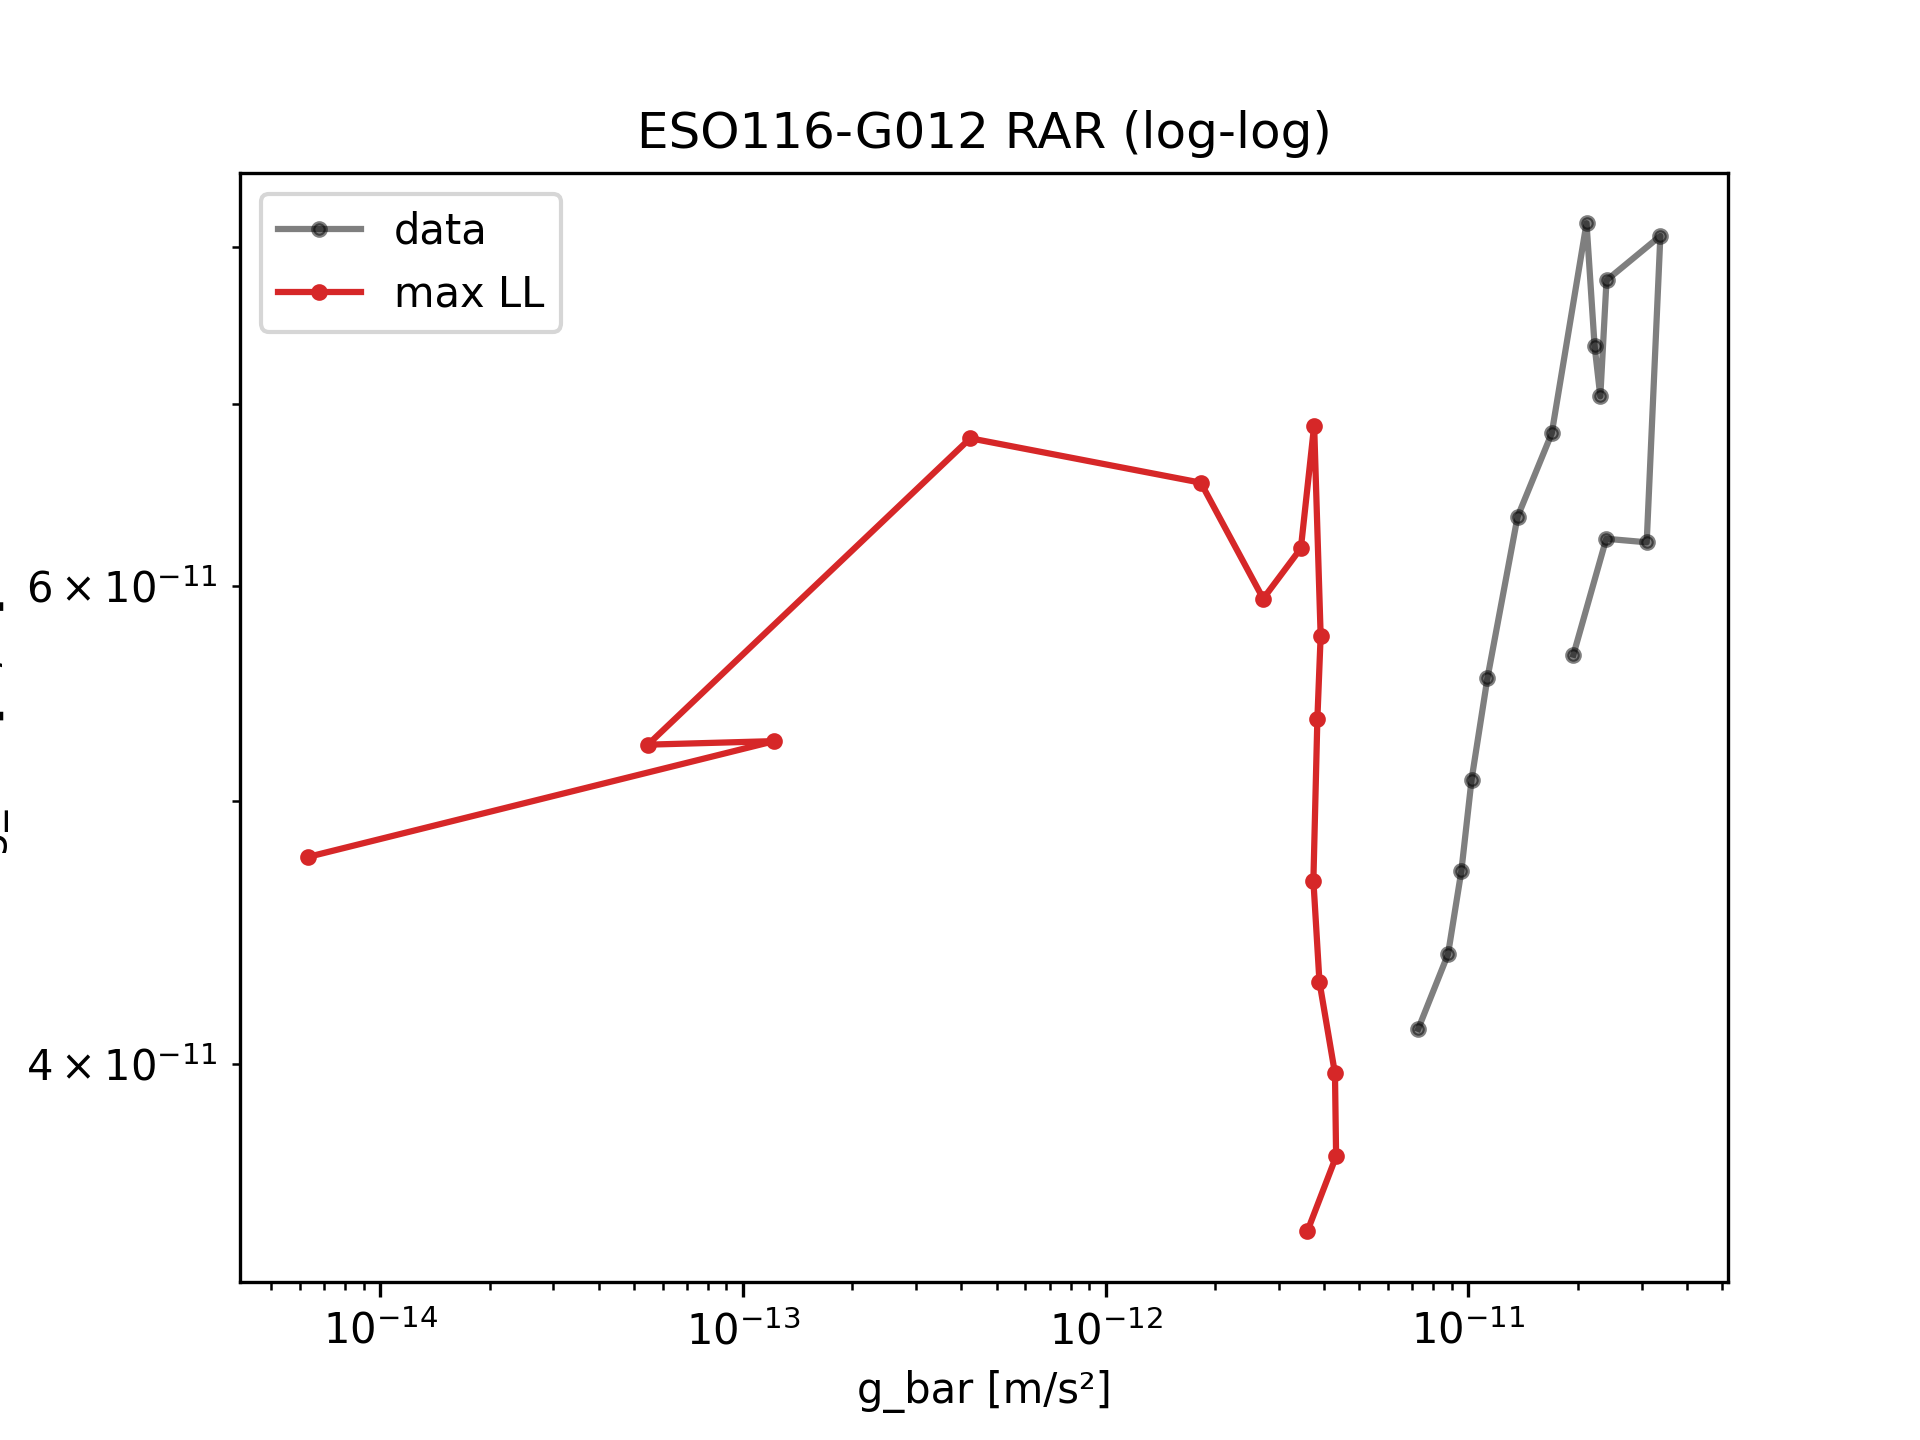 ESO116-G012 RAR (log-log)
data
max LL
6 × 10⁻¹¹
4 × 10⁻¹¹
10⁻¹⁴
10⁻¹³
10⁻¹²
10⁻¹¹
g_bar [m/s²]